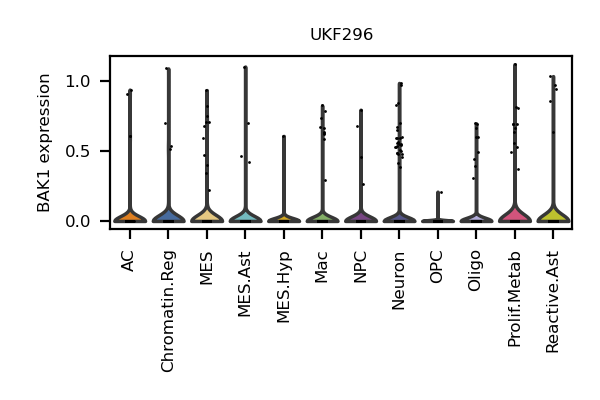 UKF296
BAK1 expression
1.0
0.5
0.0
AC
Chromatin.Reg
MES
MES.Ast
MES.Hyp
Mac
NPC
Neuron
OPC
Oligo
Prolif.Metab
Reactive.Ast